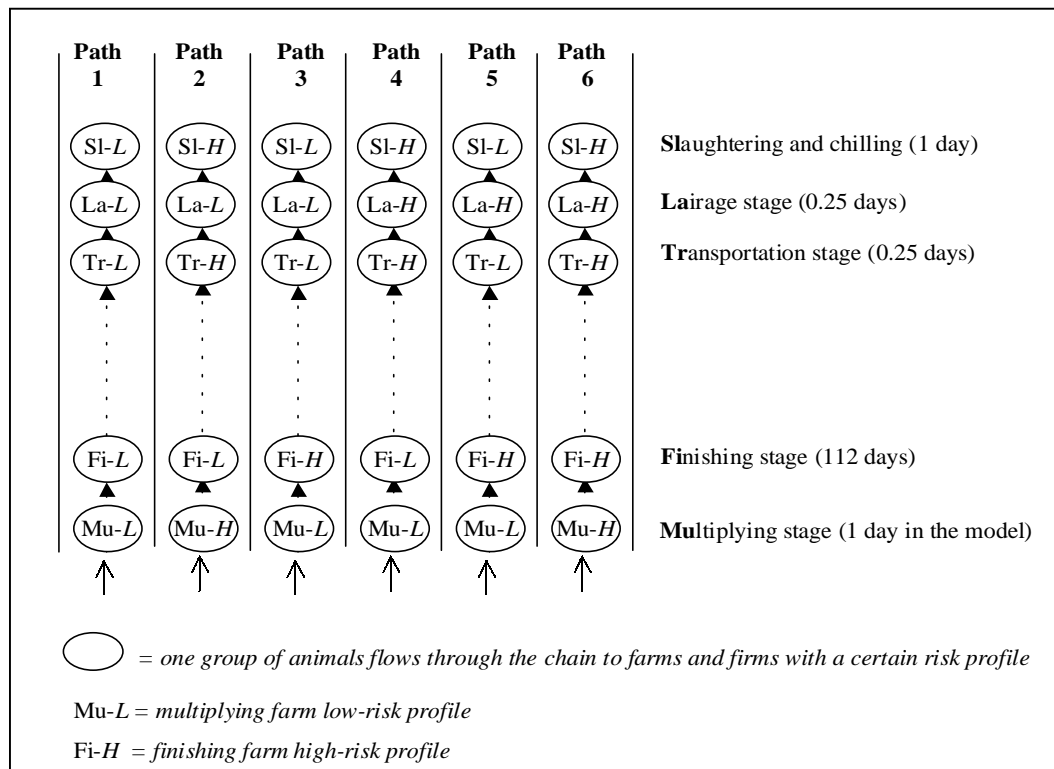 Path 1 Path 2 Path 3 Path 4 Path 5 Path 6
Sl-L Sl-H Sl-L Sl-H Sl-L Sl-H Slaughtering and chilling (1 day)
La-L La-L La-L La-H La-H La-H Lairage stage (0.25 days)
Tr-L Tr-H Tr-L Tr-H Tr-L Tr-H Transportation stage (0.25 days)
Fi-L Fi-L Fi-H Fi-L Fi-H Fi-H Finishing stage (112 days)
Mu-L Mu-H Mu-L Mu-L Mu-L Mu-H Multiplying stage (1 day in the model)
= one group of animals flows through the chain to farms and firms with a certain risk profile
Mu-L = multiplying farm low-risk profile
Fi-H = finishing farm high-risk profile